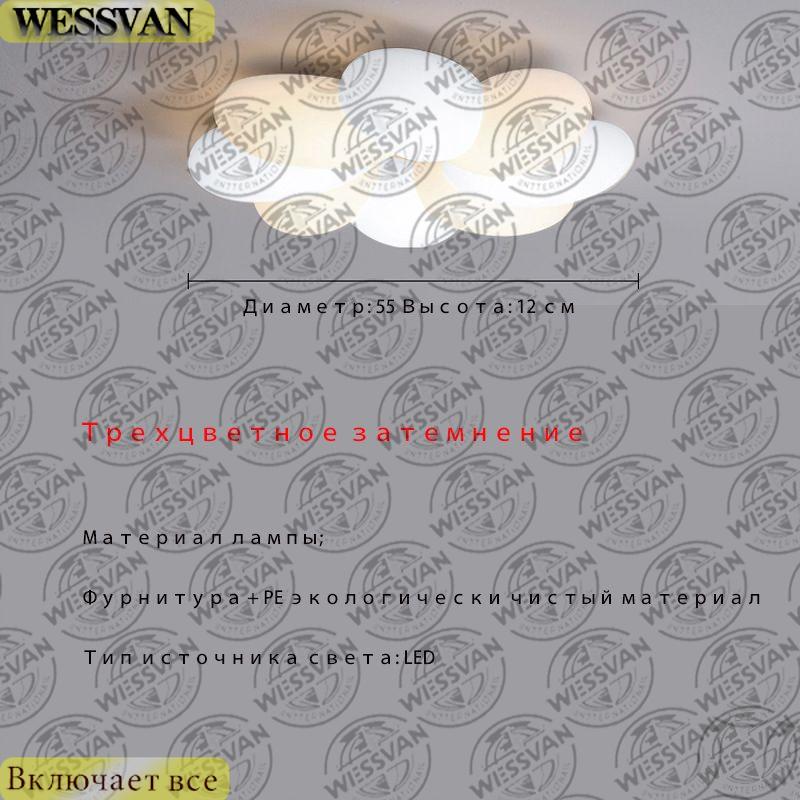 WESSVAN
Диаметр:55 Высота:12 см
Трехцветное затемнение
Материал лампы;
Фурнитура+PE экологически чистый материал
Тип источника света:LED
Включает все